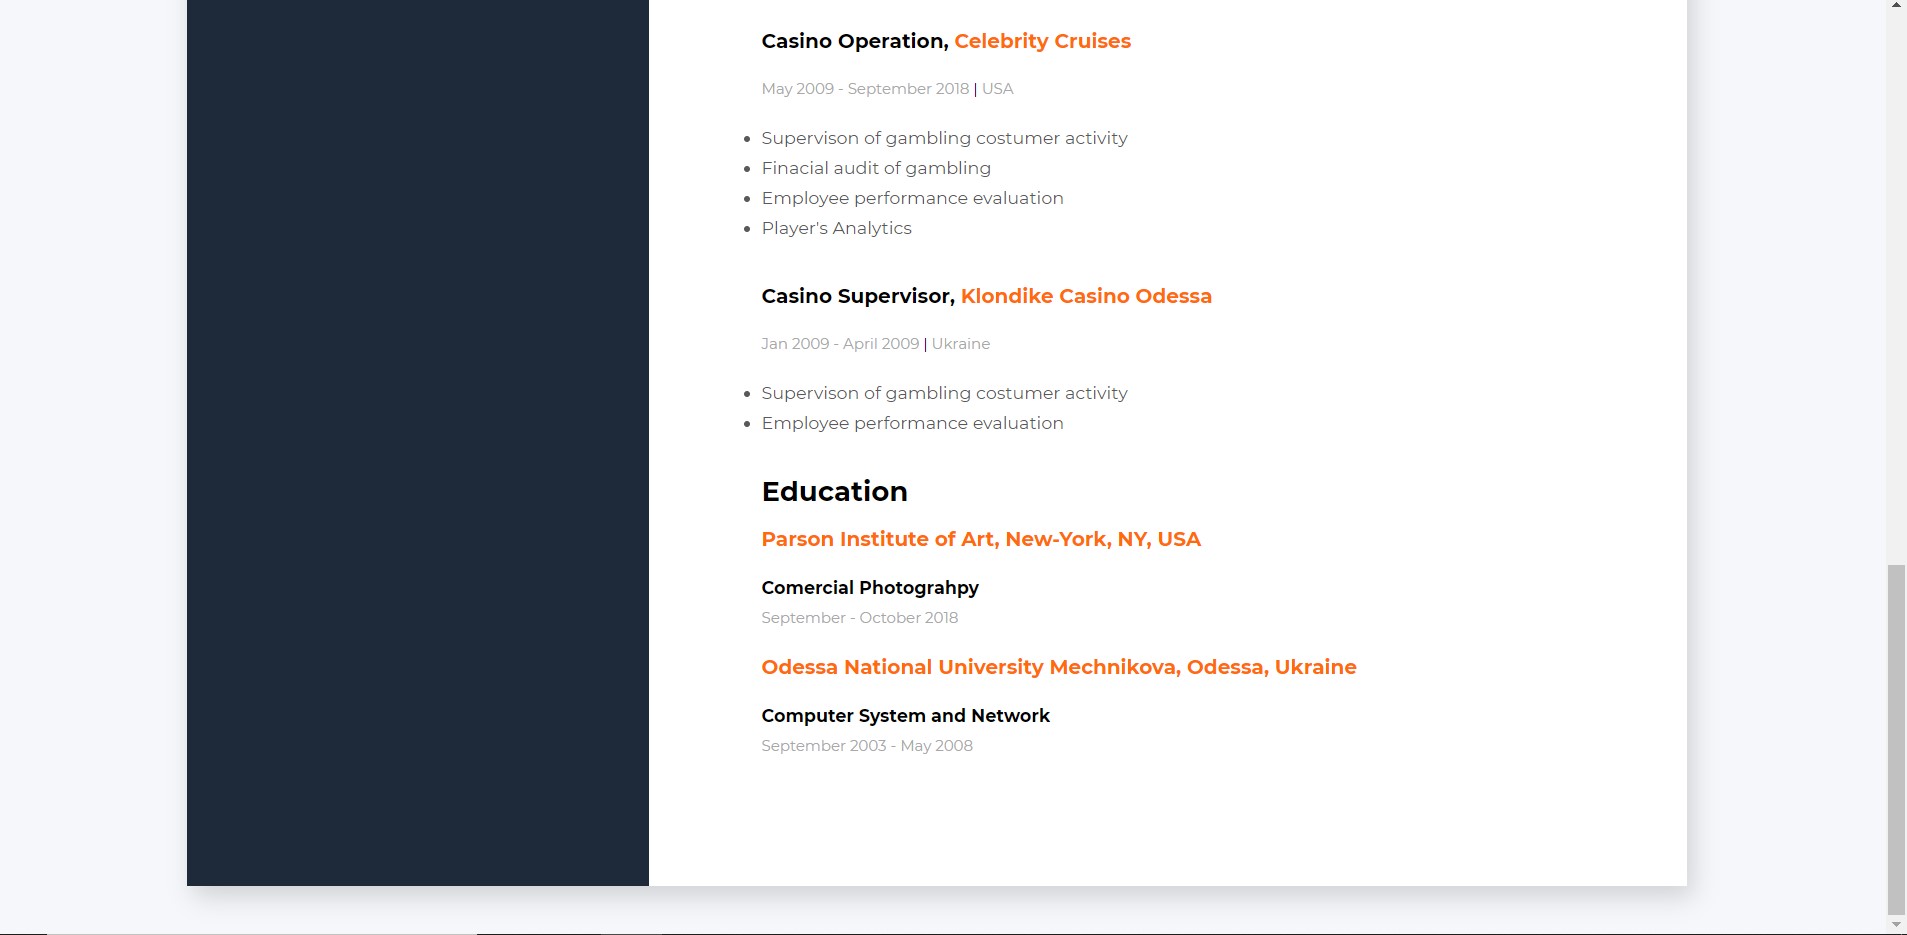 Casino Operation, Celebrity Cruises
May 2009 - September 2018 | USA
Supervison of gambling costumer activity
Finacial audit of gambling
Employee performance evaluation
Player's Analytics
Casino Supervisor, Klondike Casino Odessa
Jan 2009 - April 2009 | Ukraine
Supervison of gambling costumer activity
Employee performance evaluation
Education
Parson Institute of Art, New-York, NY, USA
Comercial Photograhpy
September - October 2018
Odessa National University Mechnikova, Odessa, Ukraine
Computer System and Network
September 2003 - May 2008